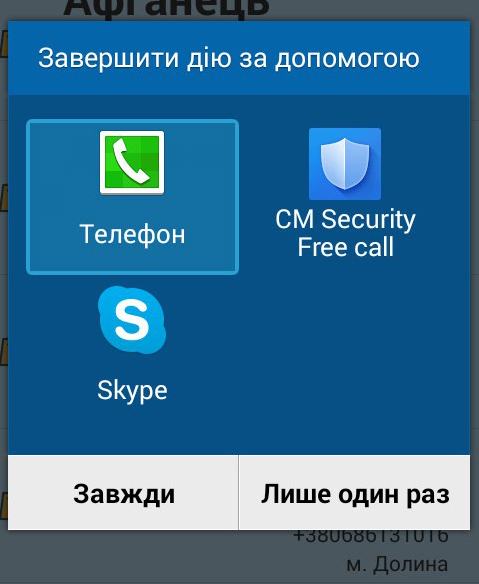 Афганець
Завершити дію за допомогою
Телефон
CM Security
Free call
Skype
Завжди
Лише один раз
+380686131016
м. Долина